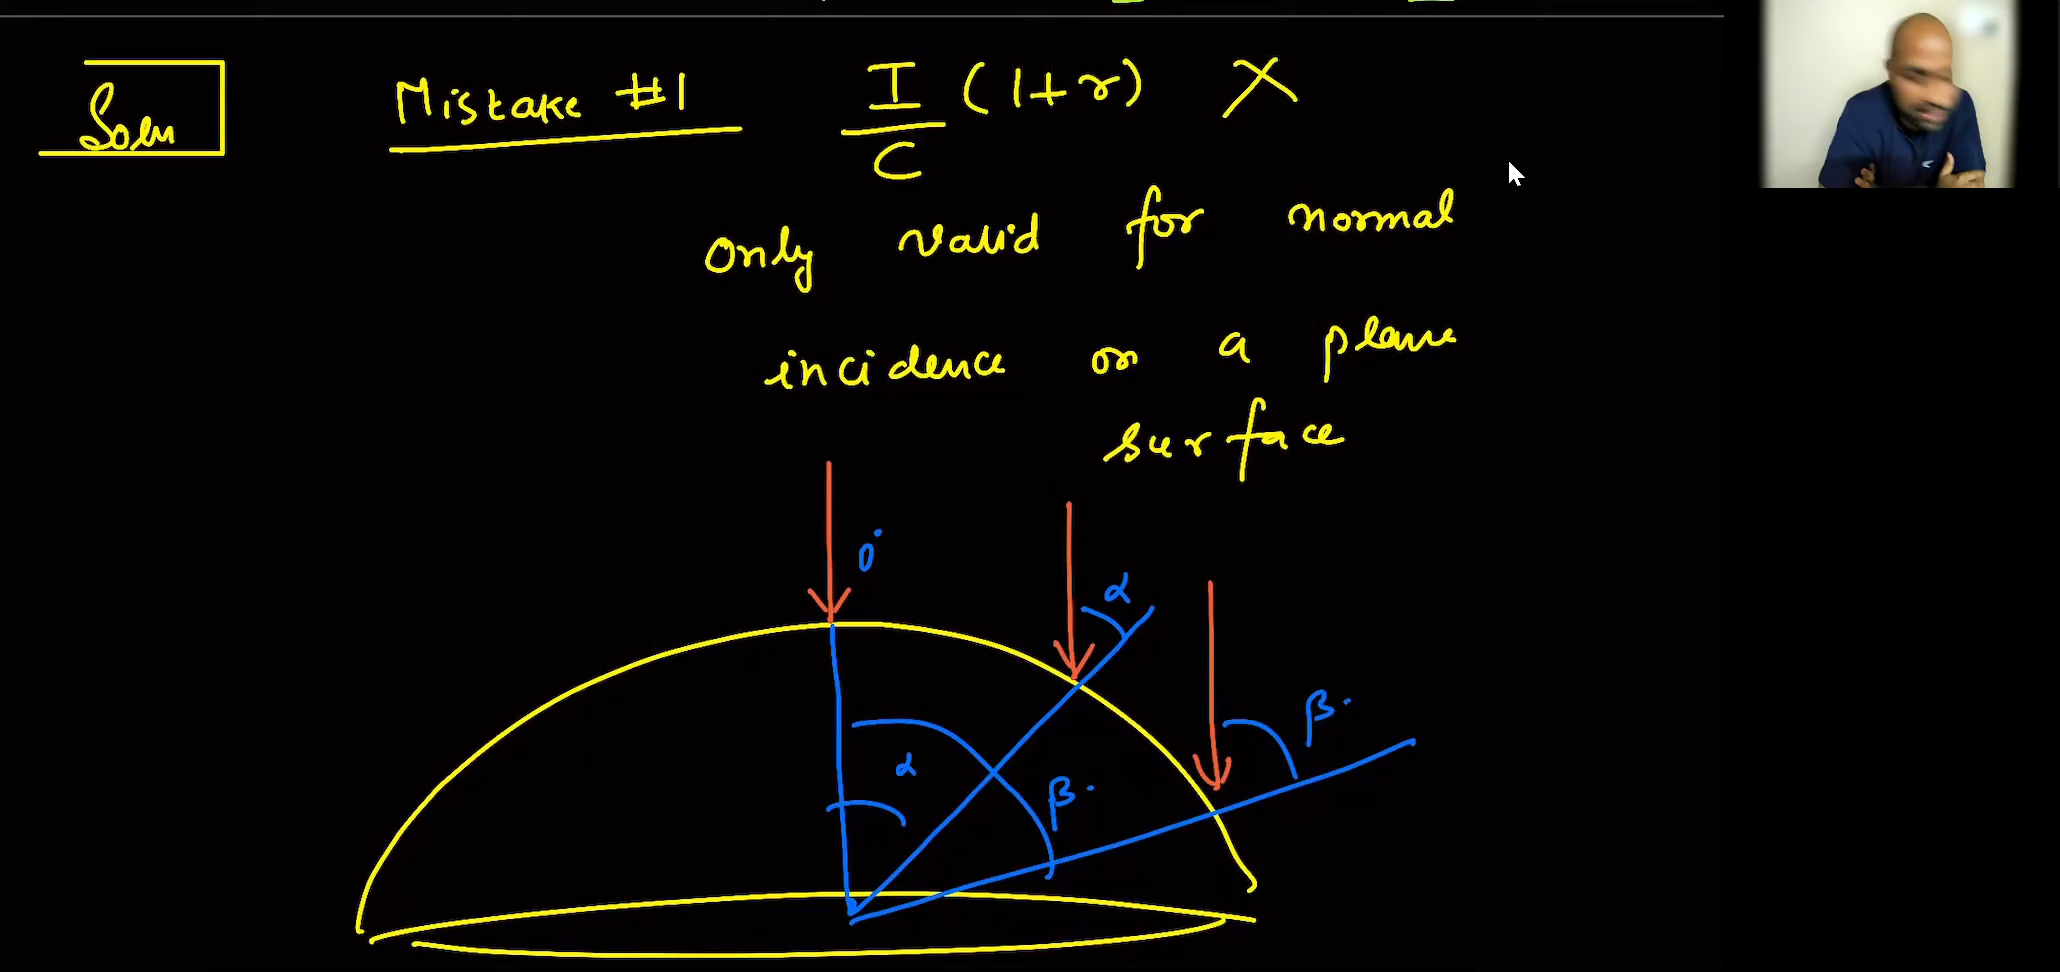 Soln
Mistake #1 I/C (1+r) X
only valid for normal
incidence on a plane
surface
0°
α
β
α
β